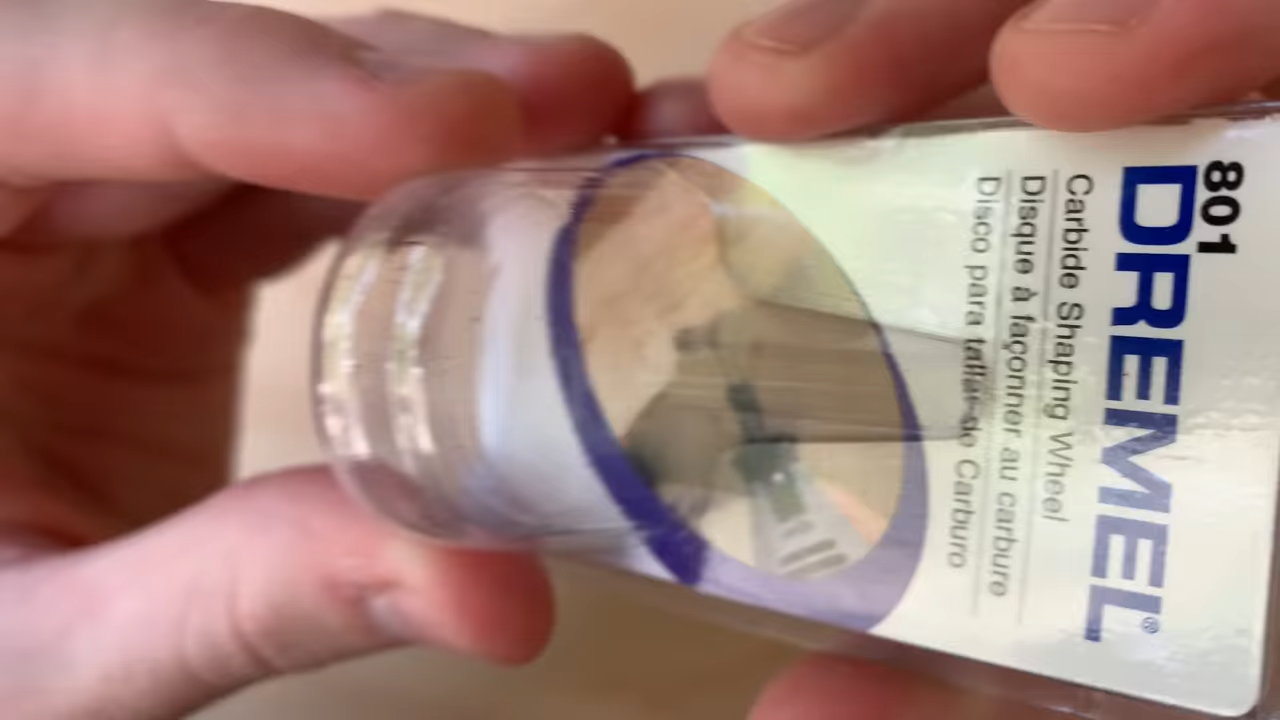 801
DREMEL®
Carbide Shaping Wheel
Disque à façonner au carbure
Disco para tallar de Carburo